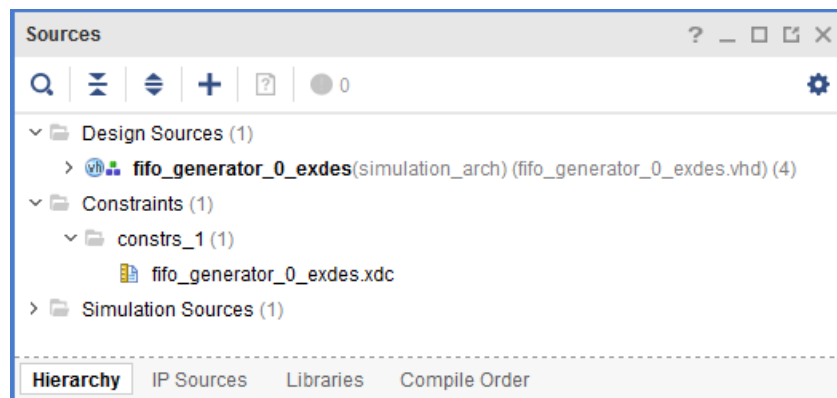 Sources
0
Design Sources (1)
fifo_generator_0_exdes(simulation_arch) (fifo_generator_0_exdes.vhd) (4)
Constraints (1)
constrs_1 (1)
fifo_generator_0_exdes.xdc
Simulation Sources (1)
Hierarchy IP Sources Libraries Compile Order